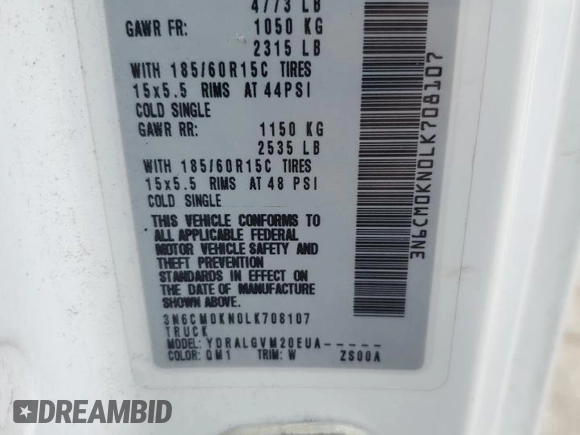 4773 LB
GAWR FR: 1050 KG
2315 LB
WITH 185/60R15C TIRES
15x5.5 RIMS AT 44PSI
COLD SINGLE
GAWR RR: 1150 KG
2535 LB
WITH 185/60R15C TIRES
15x5.5 RIMS AT 48 PSI
COLD SINGLE
THIS VEHICLE CONFORMS TO
ALL APPLICABLE FEDERAL
MOTOR VEHICLE SAFETY AND
THEFT PREVENTION
STANDARDS IN EFFECT ON
THE DATE OF MANUFACTURE
SHOWN ABOVE.
3N6CM0KN0LK708107
TRUCK
MODEL: YDRALGVM20EUA-----
COLOR: QM1 TRIM: W ZS00A
3N6CM0KN0LK708107
DREAMBID